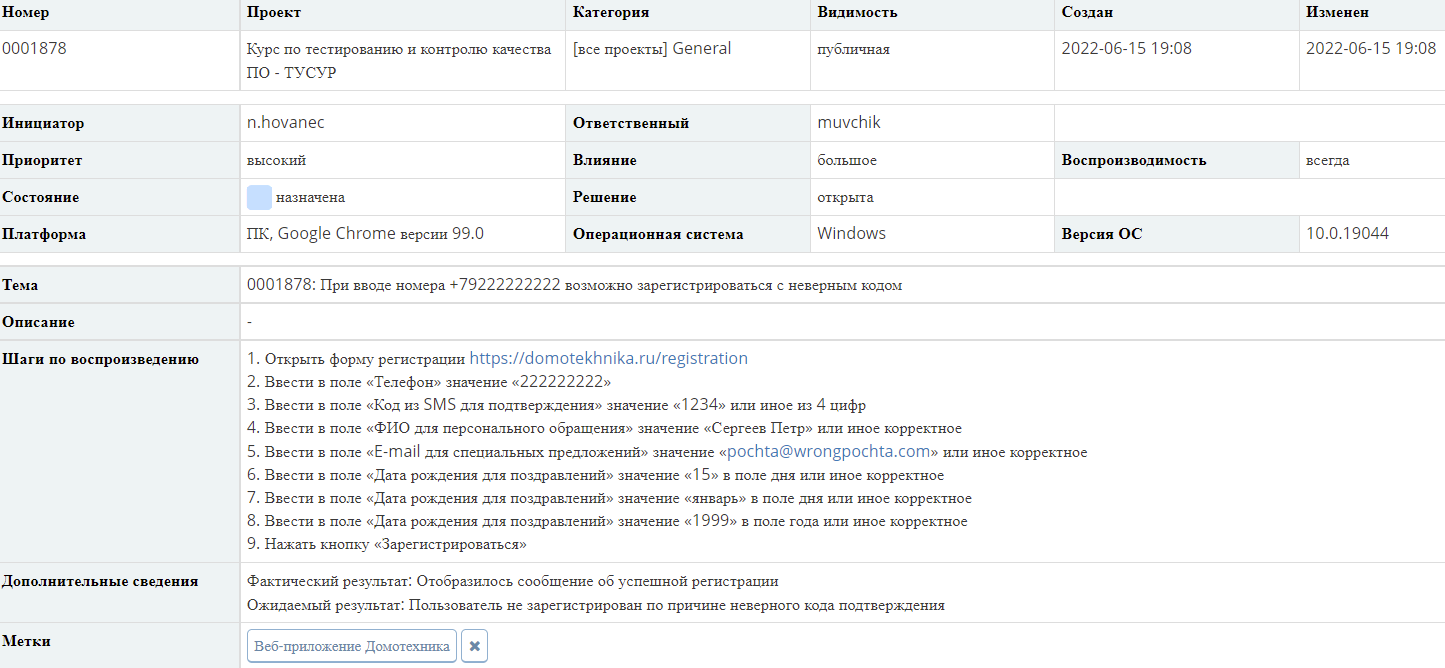 Номер Проект Категория Видимость Создан Изменен
0001878 Курс по тестированию и контролю качества ПО - ТУСУР [все проекты] General публичная 2022-06-15 19:08 2022-06-15 19:08
Инициатор n.hovanec Ответственный muvchik
Приоритет высокий Влияние большое Воспроизводимость всегда
Состояние назначена Решение открыта
Платформа ПК, Google Chrome версии 99.0 Операционная система Windows Версия ОС 10.0.19044
Тема 0001878: При вводе номера +79222222222 возможно зарегистрироваться с неверным кодом
Описание -
Шаги по воспроизведению 1. Открыть форму регистрации https://domotekhnika.ru/registration
2. Ввести в поле «Телефон» значение «222222222»
3. Ввести в поле «Код из SMS для подтверждения» значение «1234» или иное из 4 цифр
4. Ввести в поле «ФИО для персонального обращения» значение «Сергеев Петр» или иное корректное
5. Ввести в поле «E-mail для специальных предложений» значение «pochta@wrongpochta.com» или иное корректное
6. Ввести в поле «Дата рождения для поздравлений» значение «15» в поле дня или иное корректное
7. Ввести в поле «Дата рождения для поздравлений» значение «январь» в поле дня или иное корректное
8. Ввести в поле «Дата рождения для поздравлений» значение «1999» в поле года или иное корректное
9. Нажать кнопку «Зарегистрироваться»
Дополнительные сведения Фактический результат: Отобразилось сообщение об успешной регистрации
Ожидаемый результат: Пользователь не зарегистрирован по причине неверного кода подтверждения
Метки Веб-приложение Домотехника ✖